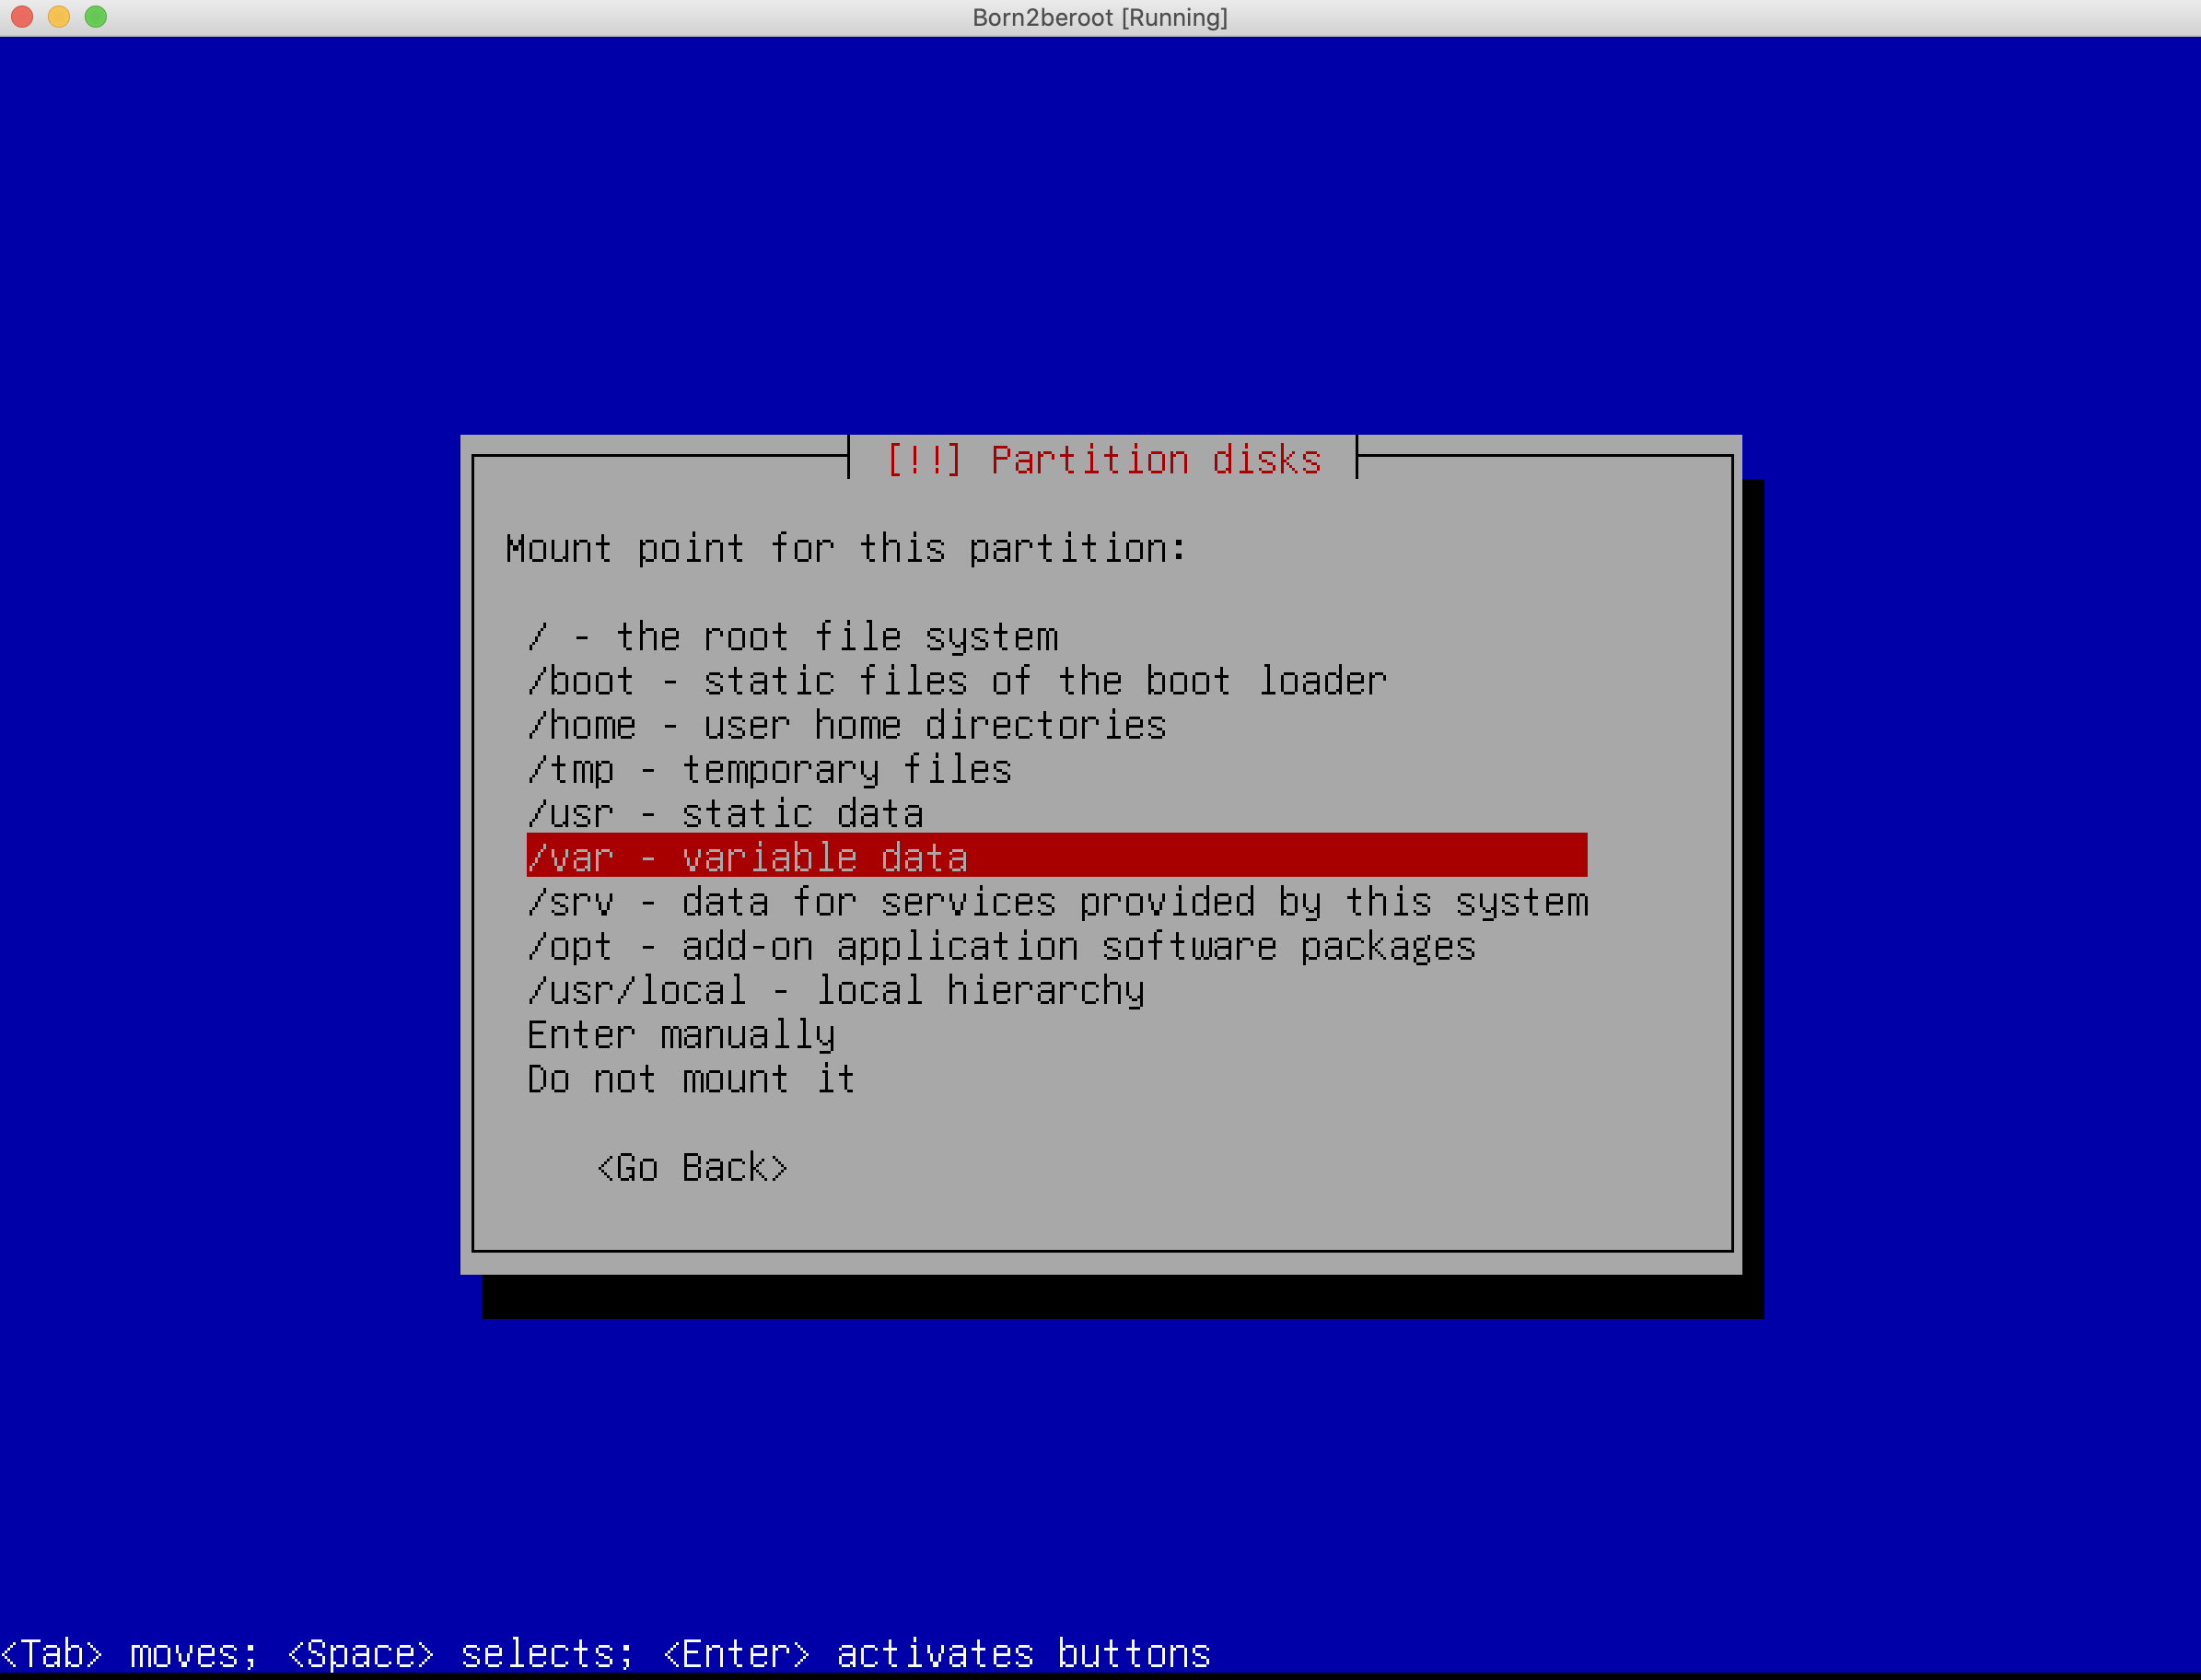 Born2beroot [Running]
[!!] Partition disks
Mount point for this partition:
/ - the root file system
/boot - static files of the boot loader
/home - user home directories
/tmp - temporary files
/usr - static data
/var - variable data
/srv - data for services provided by this system
/opt - add-on application software packages
/usr/local - local hierarchy
Enter manually
Do not mount it
<Go Back>
<Tab> moves; <Space> selects; <Enter> activates buttons